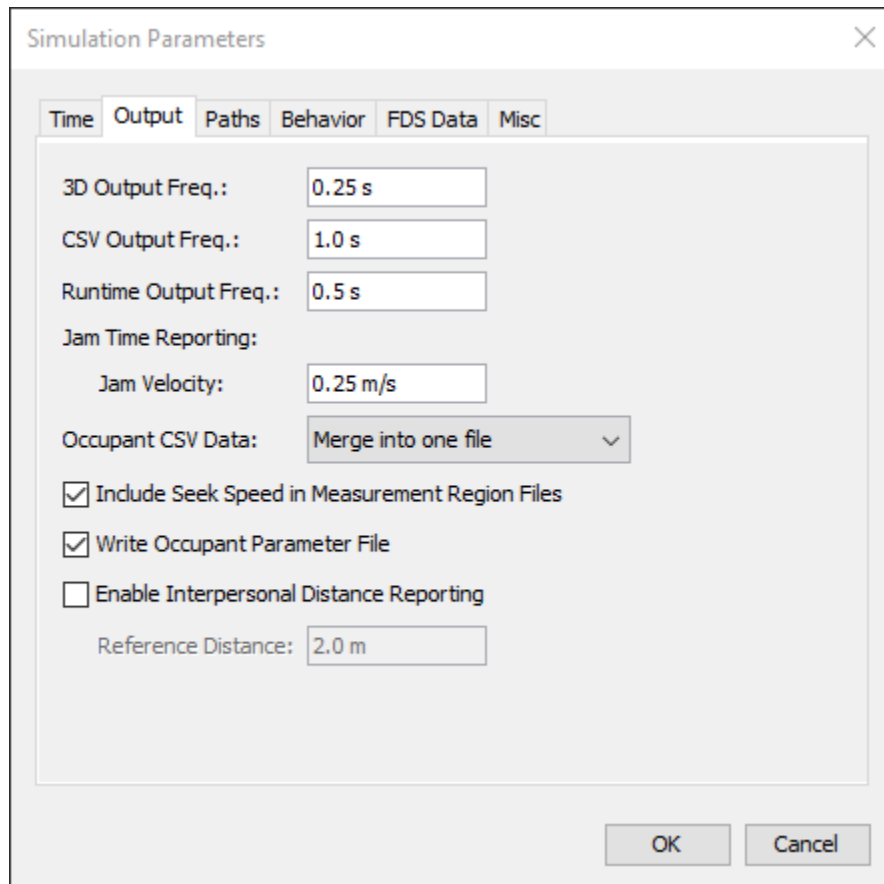 Simulation Parameters
Time Output Paths Behavior FDS Data Misc
3D Output Freq.: 0.25 s
CSV Output Freq.: 1.0 s
Runtime Output Freq.: 0.5 s
Jam Time Reporting:
Jam Velocity: 0.25 m/s
Occupant CSV Data: Merge into one file
Include Seek Speed in Measurement Region Files
Write Occupant Parameter File
Enable Interpersonal Distance Reporting
Reference Distance: 2.0 m
OK Cancel